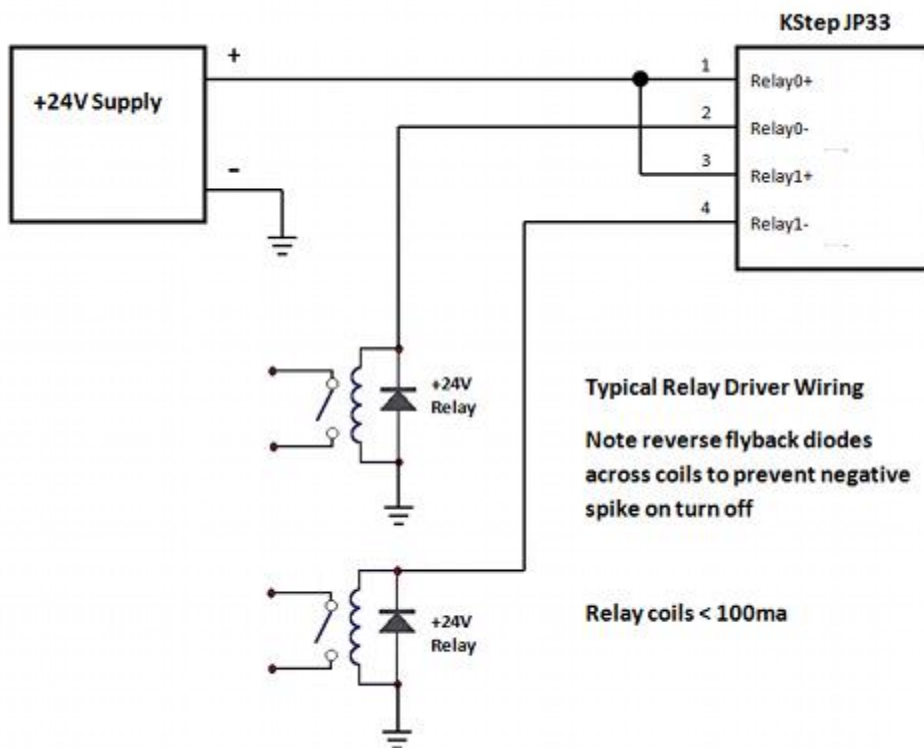 KStep JP33
+
+24V Supply
-
1
Relay0+
2
Relay0-
3
Relay1+
4
Relay1-
+24V
Relay
Typical Relay Driver Wiring
Note reverse flyback diodes
across coils to prevent negative
spike on turn off
+24V
Relay
Relay coils < 100ma